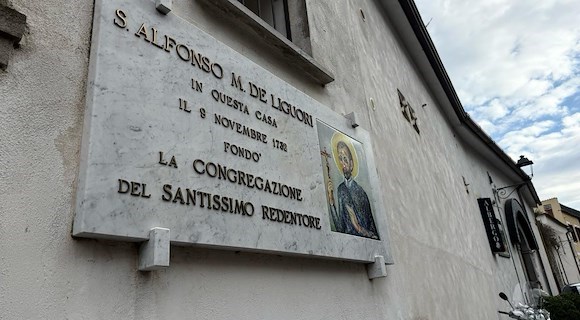 S. ALFONSO M. DE LIGUORI
IN QUESTA CASA
IL 9 NOVEMBRE 1732
FONDO'
LA CONGREGAZIONE
DEL SANTISSIMO REDENTORE